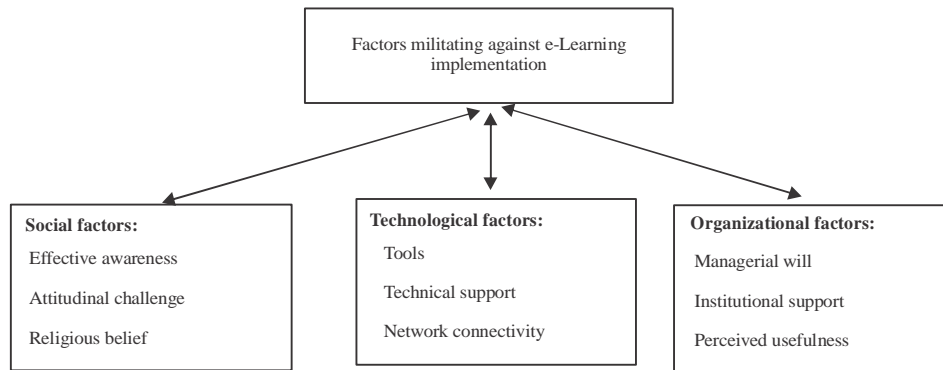 Factors militating against e-Learning
implementation
Social factors:
Effective awareness
Attitudinal challenge
Religious belief
Technological factors:
Tools
Technical support
Network connectivity
Organizational factors:
Managerial will
Institutional support
Perceived usefulness